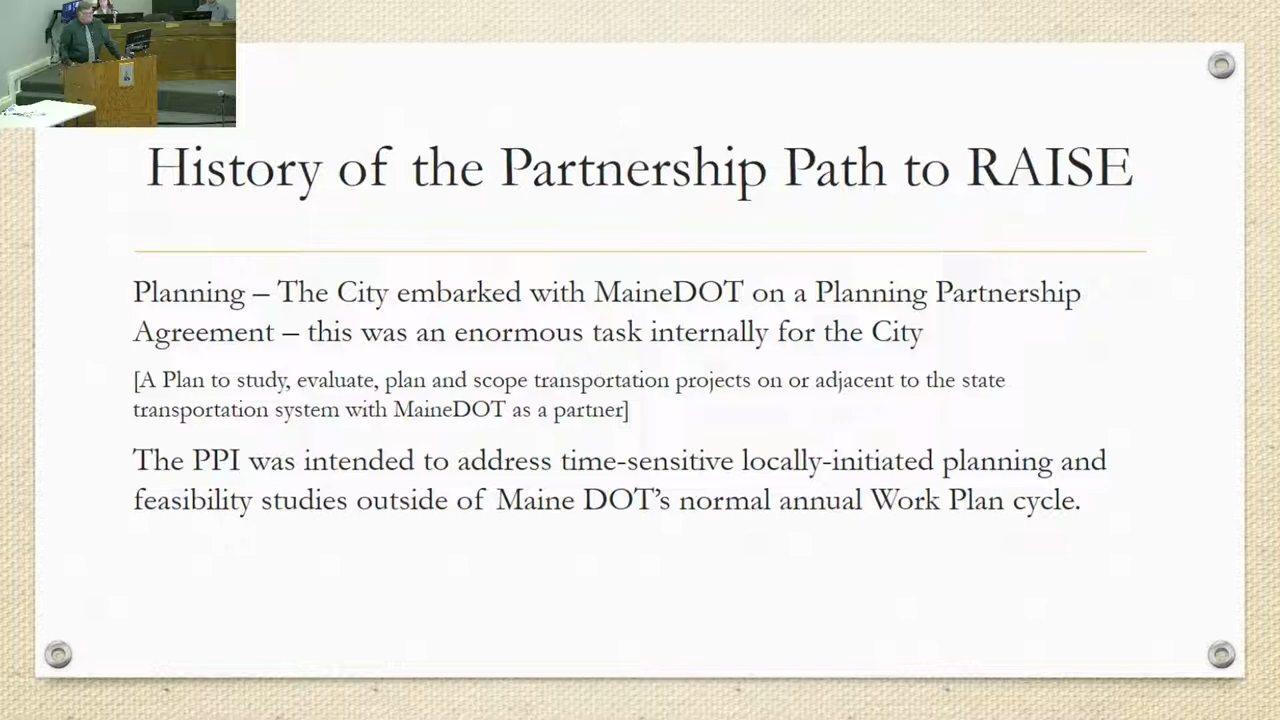 History of the Partnership Path to RAISE
Planning – The City embarked with MaineDOT on a Planning Partnership
Agreement – this was an enormous task internally for the City
[A Plan to study, evaluate, plan and scope transportation projects on or adjacent to the state
transportation system with MaineDOT as a partner]
The PPI was intended to address time-sensitive locally-initiated planning and
feasibility studies outside of Maine DOT’s normal annual Work Plan cycle.